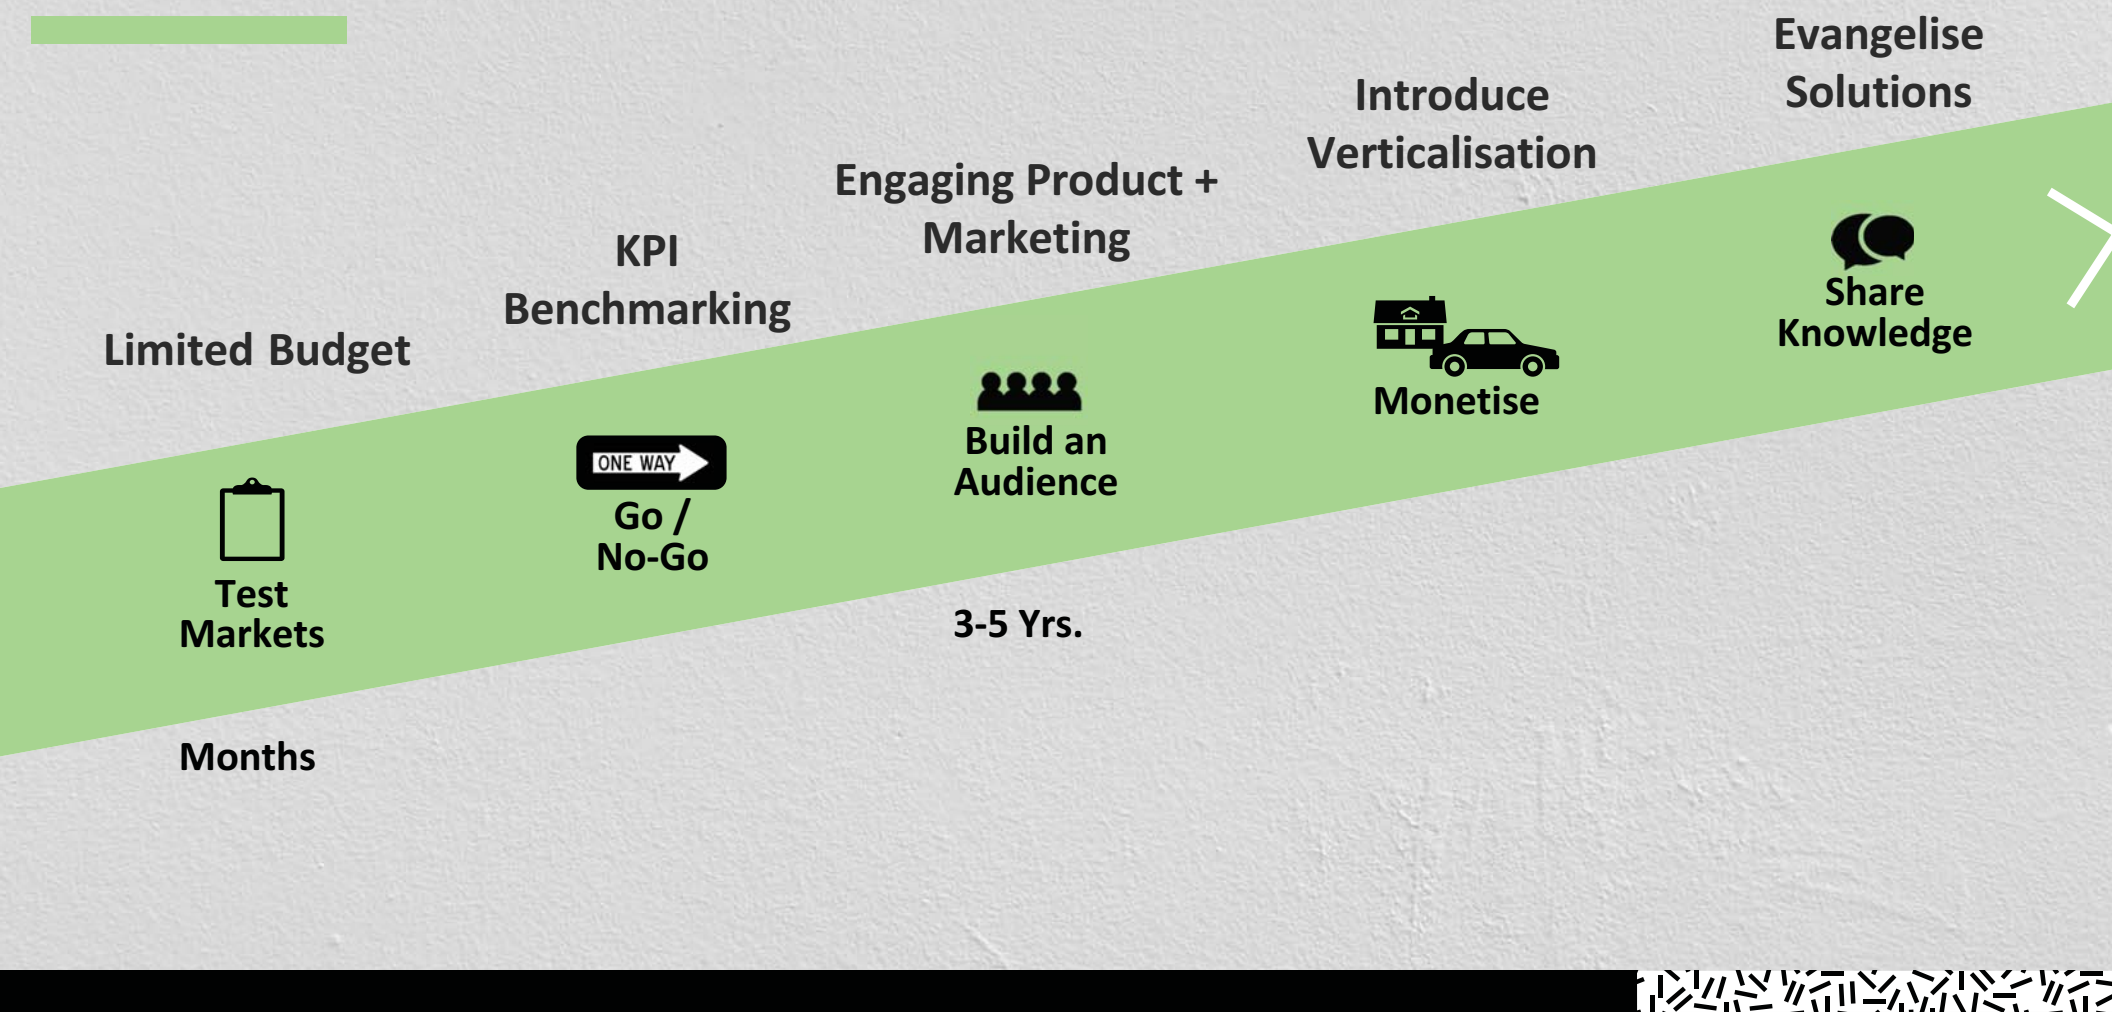 Limited Budget
Test
Markets
Months
KPI
Benchmarking
ONE WAY
Go /
No-Go
Engaging Product +
Marketing
Build an
Audience
3-5 Yrs.
Introduce
Verticalisation
Monetise
Evangelise
Solutions
Share
Knowledge